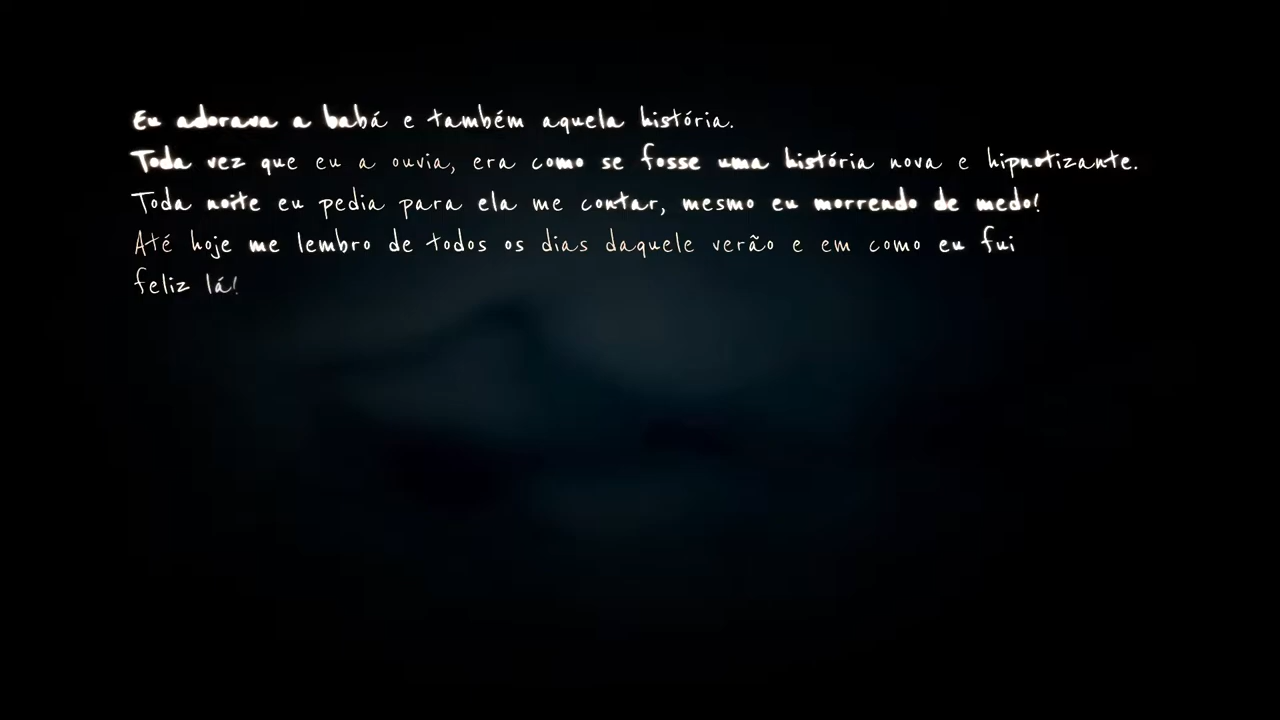 Eu adorava a babá e também aquela história.
Toda vez que eu a ouvia, era como se fosse uma história nova e hipnotizante.
Toda noite eu pedia para ela me contar, mesmo eu morrendo de medo!
Até hoje me lembro de todos os dias daquele verão e em como eu fui
feliz lá!